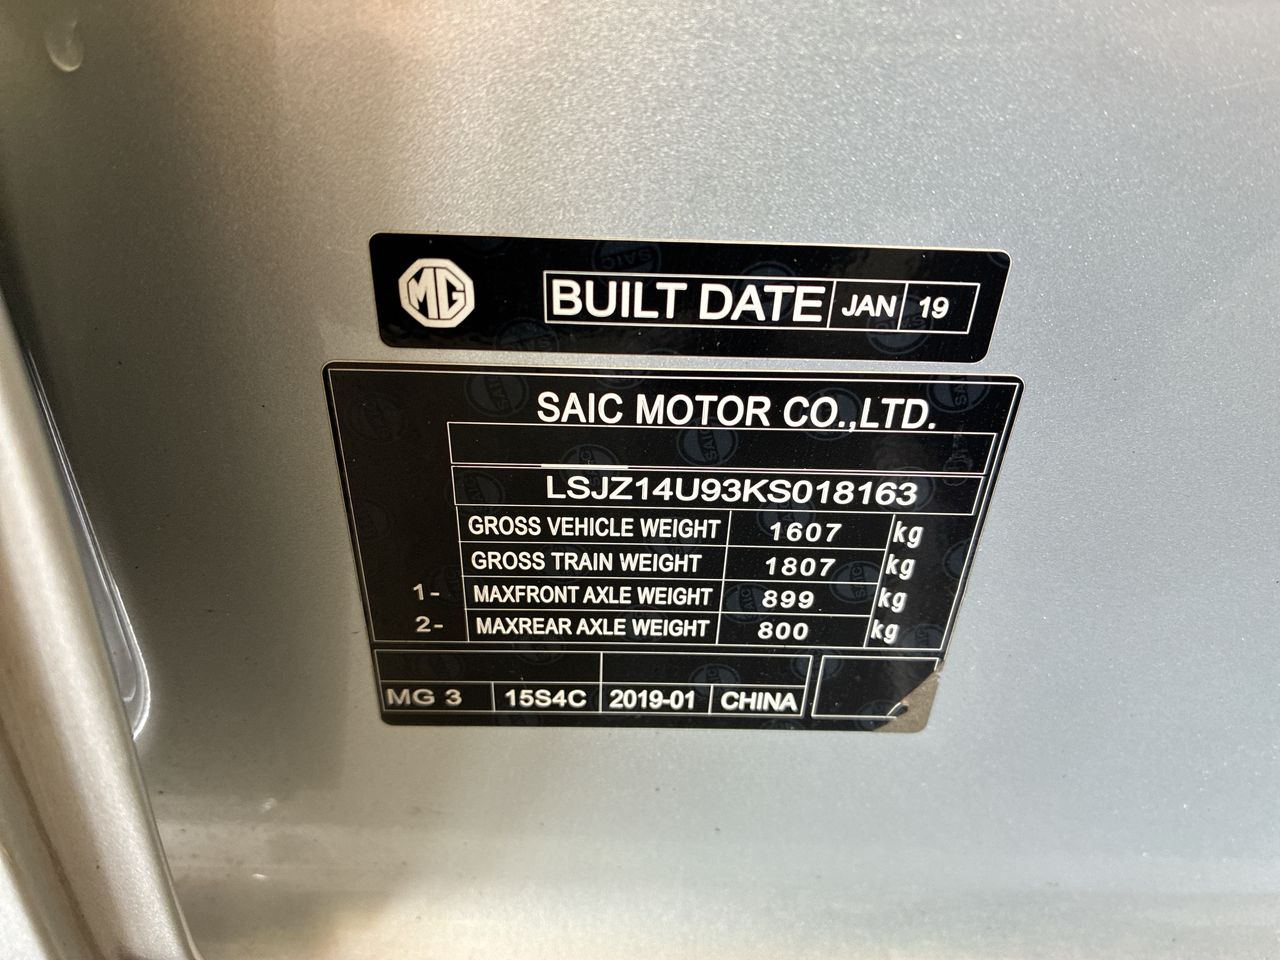 MG BUILT DATE JAN 19
SAIC MOTOR CO.,LTD.
LSJZ14U93KS018163
GROSS VEHICLE WEIGHT 1607 kg
GROSS TRAIN WEIGHT 1807 kg
1- MAXFRONT AXLE WEIGHT 899 kg
2- MAXREAR AXLE WEIGHT 800 kg
MG 3 15S4C 2019-01 CHINA